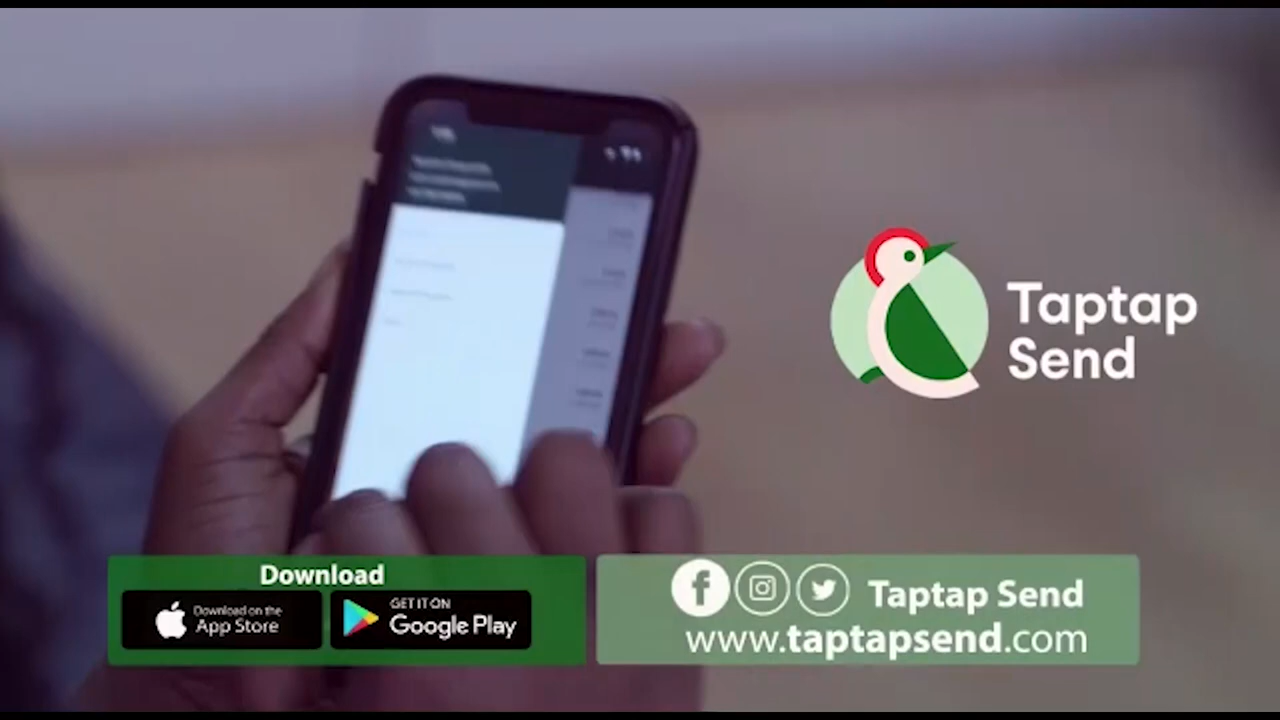 Taptap
Send
Download
Download on the
App Store
GET IT ON
Google Play
Taptap Send
www.taptapsend.com